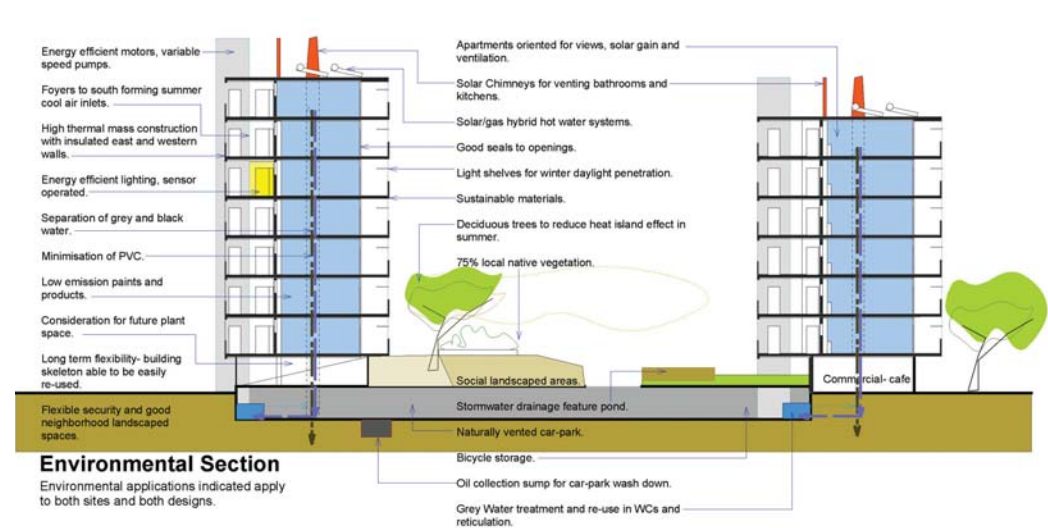 Energy efficient motors, variable
speed pumps.
Foyers to south forming summer
cool air inlets.
High thermal mass construction
with insulated east and western
walls.
Energy efficient lighting, sensor
operated.
Separation of grey and black
water.
Minimisation of PVC.
Low emission paints and
products.
Consideration for future plant
space.
Long term flexibility- building
skeleton able to be easily
re-used.
Flexible security and good
neighborhood landscaped
spaces.
Environmental Section
Environmental applications indicated apply
to both sites and both designs.
Apartments oriented for views, solar gain and
ventilation.
Solar Chimneys for venting bathrooms and
kitchens.
Solar/gas hybrid hot water systems.
Good seals to openings.
Light shelves for winter daylight penetration.
Sustainable materials.
Deciduous trees to reduce heat island effect in
summer.
75% local native vegetation.
Social landscaped areas.
Stormwater drainage feature pond.
Naturally vented car-park.
Bicycle storage.
Oil collection sump for car-park wash down.
Grey Water treatment and re-use in WCs and
reticulation.
Commercial- cafe